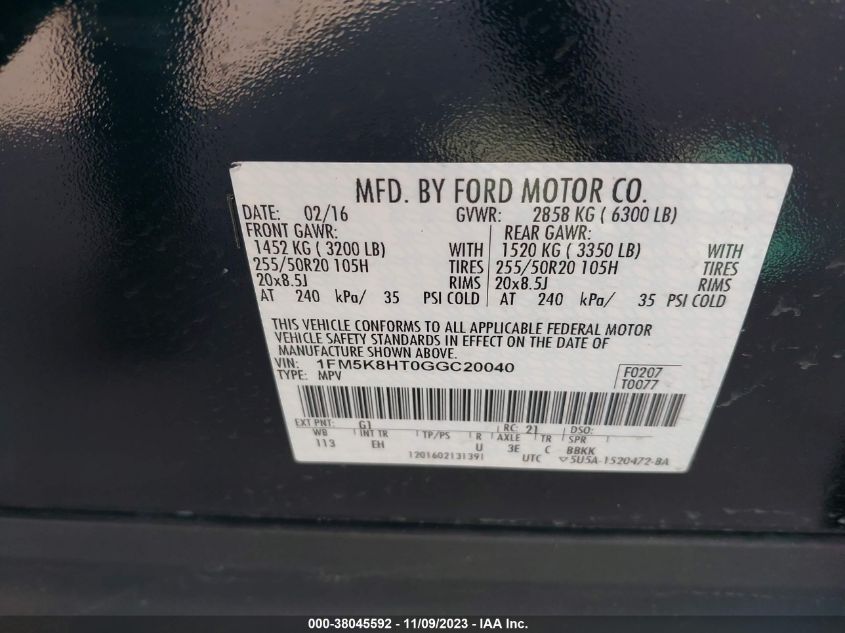 MFD. BY FORD MOTOR CO.
DATE: 02/16 GVWR: 2858 KG ( 6300 LB)
FRONT GAWR: REAR GAWR:
1452 KG ( 3200 LB) WITH 1520 KG ( 3350 LB) WITH
255/50R20 105H TIRES 255/50R20 105H TIRES
20x8.5J RIMS 20x8.5J RIMS
AT 240 kPa/ 35 PSI COLD AT 240 kPa/ 35 PSI COLD
THIS VEHICLE CONFORMS TO ALL APPLICABLE FEDERAL MOTOR
VEHICLE SAFETY STANDARDS IN EFFECT ON THE DATE OF
MANUFACTURE SHOWN ABOVE.
VIN: 1FM5K8HT0GGC20040 F0207
TYPE: MPV T0077
EXT PNT: G1 RC: 21 DSO:
WB INT TR TP/PS R AXLE TR SPR
113 EH U 3E C BBKK
1201602131391 UTC ▽5U5A-1520472-BA
000-38045592 - 11/09/2023 - IAA Inc.